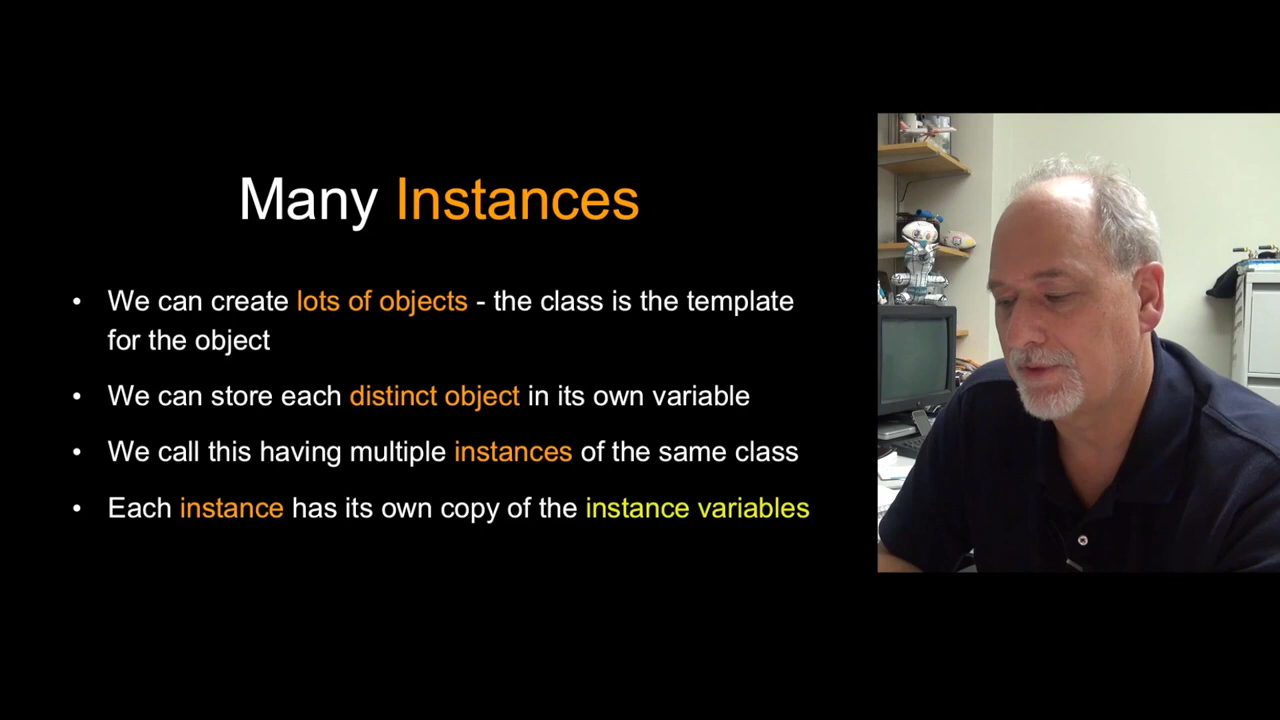 Many Instances
• We can create lots of objects - the class is the template
for the object
• We can store each distinct object in its own variable
• We call this having multiple instances of the same class
• Each instance has its own copy of the instance variables